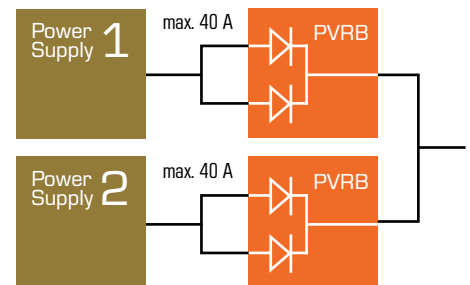 Power
Supply 1
max. 40 A
PVRB
Power
Supply 2
max. 40 A
PVRB